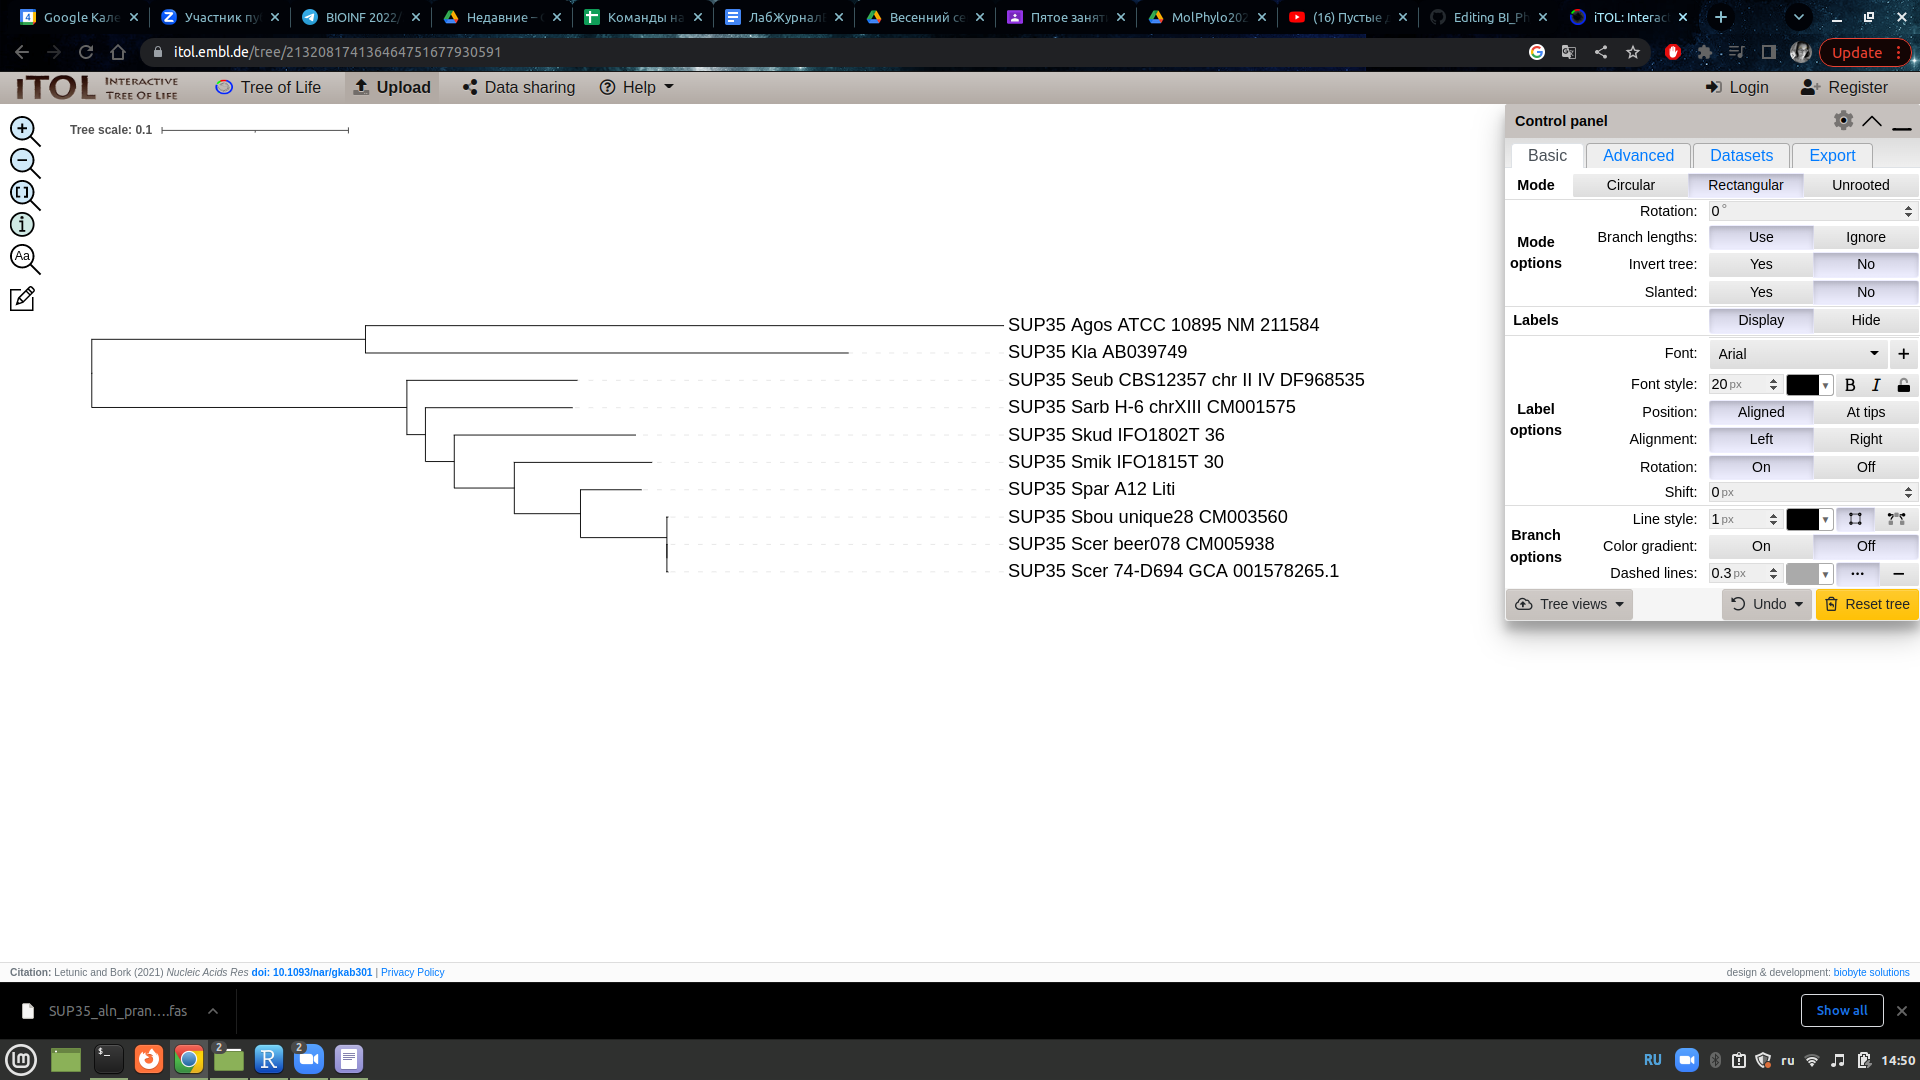 Google Кале
Участник пу
BIOINF 2022/
Недавние –
Команды на
ЛабЖурнал
Весенний се
Пятое занят
MolPhylo202
(16) Пустые
Editing BI_Ph
iTOL: Interac
itol.embl.de/tree/213208174136464751677930591
Update
iTOL INTERACTIVE TREE OF LIFE
Tree of Life
Upload
Data sharing
Help
Login
Register
Tree scale: 0.1
Aa
SUP35 Agos ATCC 10895 NM 211584
SUP35 Kla AB039749
SUP35 Seub CBS12357 chr II IV DF968535
SUP35 Sarb H-6 chrXIII CM001575
SUP35 Skud IFO1802T 36
SUP35 Smik IFO1815T 30
SUP35 Spar A12 Liti
SUP35 Sbou unique28 CM003560
SUP35 Scer beer078 CM005938
SUP35 Scer 74-D694 GCA 001578265.1
Control panel
Basic Advanced Datasets Export
Mode Circular Rectangular Unrooted
Mode options
Rotation: 0°
Branch lengths: Use Ignore
Invert tree: Yes No
Slanted: Yes No
Labels Display Hide
Label options
Font: Arial +
Font style: 20 px B I
Position: Aligned At tips
Alignment: Left Right
Rotation: On Off
Shift: 0 px
Branch options
Line style: 1 px
Color gradient: On Off
Dashed lines: 0.3 px
Tree views Undo Reset tree
Citation: Letunic and Bork (2021) Nucleic Acids Res doi: 10.1093/nar/gkab301 | Privacy Policy
design & development: biobyte solutions
SUP35_aln_pran....fas
Show all
2
2
RU
ru
14:50